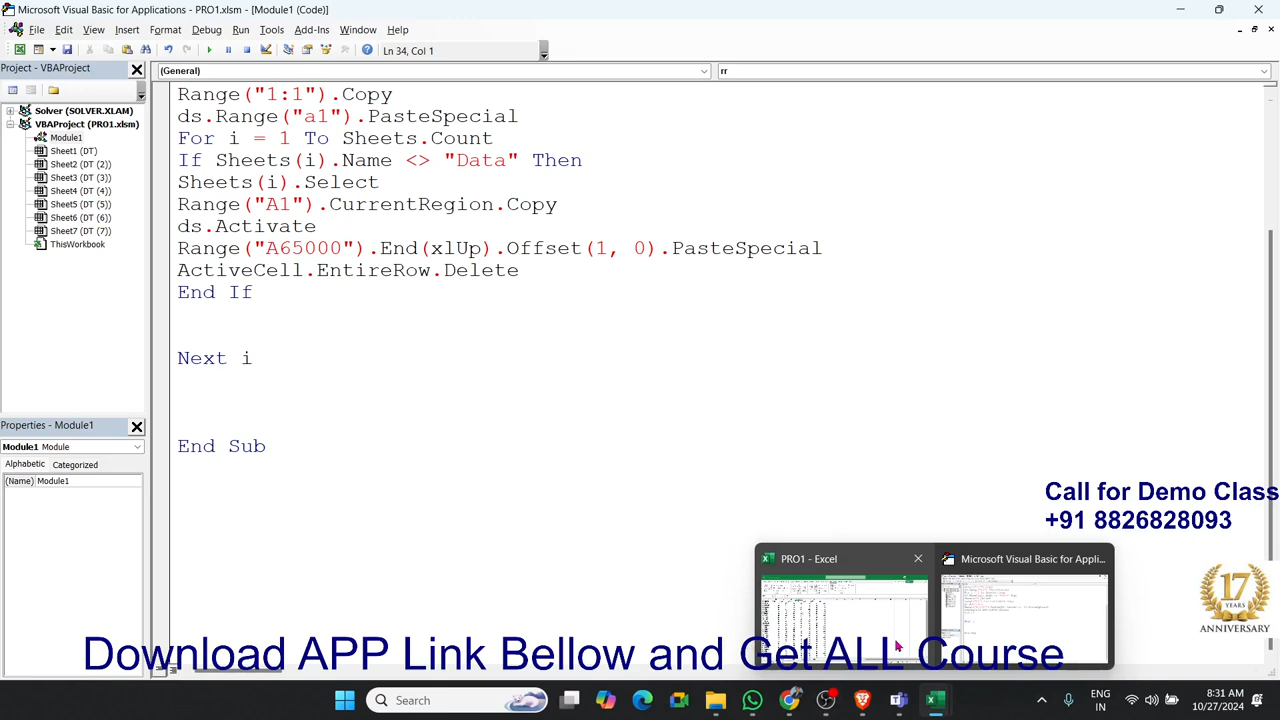 Microsoft Visual Basic for Applications - PRO1.xlsm - [Module1 (Code)]
File Edit View Insert Format Debug Run Tools Add-Ins Window Help
Ln 34, Col 1
Project - VBAProject
(General)
rr
Solver (SOLVER.XLAM)
VBAProject (PRO1.xlsm)
Module1
Sheet1 (DT)
Sheet2 (DT (2))
Sheet3 (DT (3))
Sheet4 (DT (4))
Sheet5 (DT (5))
Sheet6 (DT (6))
Sheet7 (DT (7))
ThisWorkbook
Range("1:1").Copy
ds.Range("a1").PasteSpecial
For i = 1 To Sheets.Count
If Sheets(i).Name <> "Data" Then
Sheets(i).Select
Range("A1").CurrentRegion.Copy
ds.Activate
Range("A65000").End(xlUp).Offset(1, 0).PasteSpecial
ActiveCell.EntireRow.Delete
End If
Next i
End Sub
Properties - Module1
Module1 Module
Alphabetic Categorized
(Name) Module1
Call for Demo Class
+91 8826828093
PRO1 - Excel
Microsoft Visual Basic for Appli...
17
YEARS
ANNIVERSARY
Download APP Link Bellow and Get ALL Course
Search
ENG
IN
8:31 AM
10/27/2024